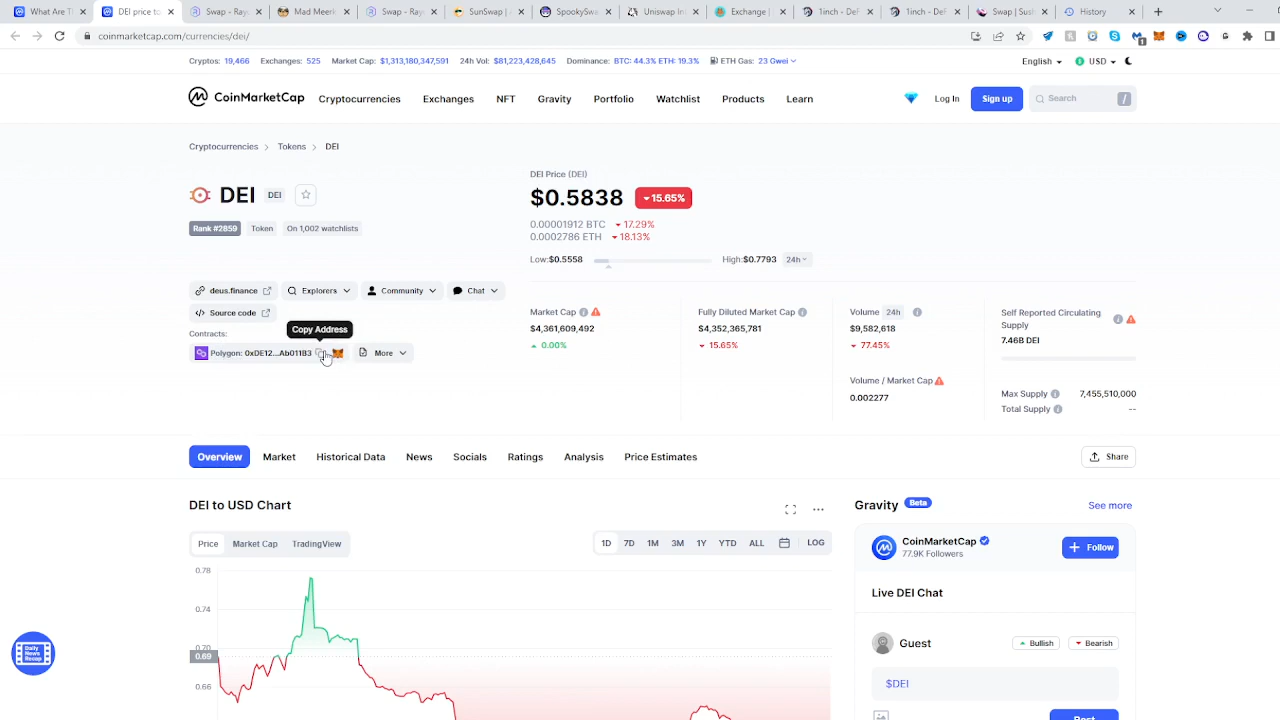 What Are Th
DEI price to
Swap - Ray
Mad Meerk
Swap - Ray
SunSwap |
SpookySwa
Uniswap In
Exchange |
1inch - DeF
1inch - DeF
Swap | Sush
History
coinmarketcap.com/currencies/dei/
1
Cryptos: 19,466 Exchanges: 525 Market Cap: $1,313,180,347,591 24h Vol: $81,223,428,645 Dominance: BTC: 44.3% ETH: 19.3% ETH Gas: 23 Gwei
English USD
CoinMarketCap Cryptocurrencies Exchanges NFT Gravity Portfolio Watchlist Products Learn
Log In Sign up Search /
Cryptocurrencies > Tokens > DEI
DEI DEI
Rank #2859 Token On 1,002 watchlists
deus.finance Explorers Community Chat
Source code
Contracts:
Copy Address
Polygon: 0xDE12...Ab011B3 More
DEI Price (DEI)
$0.5838 15.65%
0.00001912 BTC 17.29%
0.0002786 ETH 18.13%
Low:$0.5558 High:$0.7793 24h
Market Cap
$4,361,609,492
0.00%
Fully Diluted Market Cap
$4,352,365,781
15.65%
Volume 24h
$9,582,618
77.45%
Volume / Market Cap
0.002277
Self Reported Circulating
Supply
7.46B DEI
Max Supply 7,455,510,000
Total Supply --
Overview Market Historical Data News Socials Ratings Analysis Price Estimates
Share
DEI to USD Chart
Price Market Cap TradingView
1D 7D 1M 3M 1Y YTD ALL LOG
0.78
0.74
0.70
0.69
0.66
Daily
News
Recap
Gravity Beta See more
CoinMarketCap
77.9K Followers
Follow
Live DEI Chat
Guest Bullish Bearish
$DEI
Post